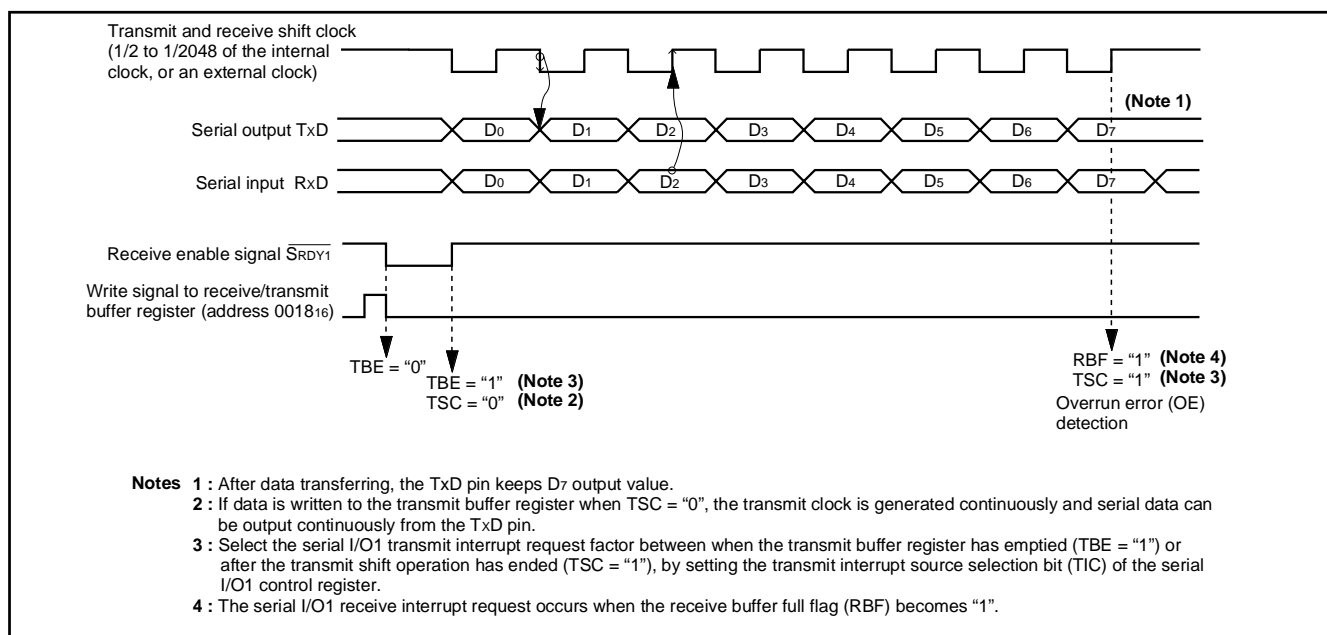 Transmit and receive shift clock
(1/2 to 1/2048 of the internal
clock, or an external clock)
(Note 1)
Serial output TxD D0 D1 D2 D3 D4 D5 D6 D7
Serial input RxD D0 D1 D2 D3 D4 D5 D6 D7
Receive enable signal SRDY1
Write signal to receive/transmit
buffer register (address 001816)
TBE = “0”
TBE = “1” (Note 3)
TSC = “0” (Note 2)
RBF = “1” (Note 4)
TSC = “1” (Note 3)
Overrun error (OE)
detection
Notes 1 : After data transferring, the TxD pin keeps D7 output value.
2 : If data is written to the transmit buffer register when TSC = “0”, the transmit clock is generated continuously and serial data can
be output continuously from the TxD pin.
3 : Select the serial I/O1 transmit interrupt request factor between when the transmit buffer register has emptied (TBE = “1”) or
after the transmit shift operation has ended (TSC = “1”), by setting the transmit interrupt source selection bit (TIC) of the serial
I/O1 control register.
4 : The serial I/O1 receive interrupt request occurs when the receive buffer full flag (RBF) becomes “1”.